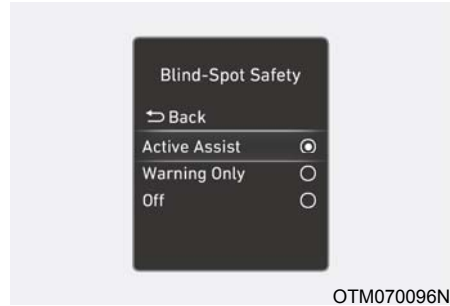 Blind-Spot Safety
⮌ Back
Active Assist
Warning Only
Off
OTM070096N